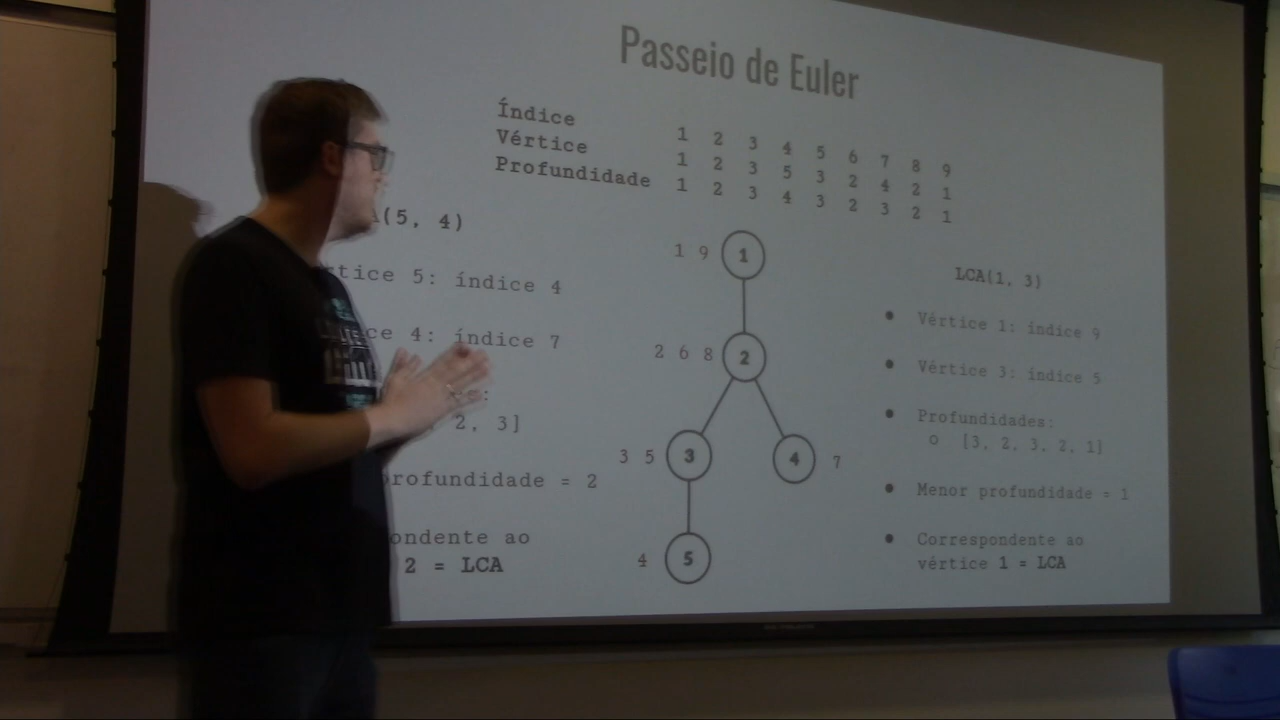 Passeio de Euler
Índice 1 2 3 4 5 6 7 8 9
Vértice 1 2 3 5 3 2 4 2 1
Profundidade 1 2 3 4 3 2 3 2 1
(5, 4)
tice 5: índice 4
ce 4: índice 7
:
2, 3]
profundidade = 2
ondente ao
2 = LCA
1 9 1
2 6 8 2
3 5 3 4 7
4 5
LCA(1, 3)
● Vértice 1: índice 9
● Vértice 3: índice 5
● Profundidades:
o [3, 2, 3, 2, 1]
● Menor profundidade = 1
● Correspondente ao
vértice 1 = LCA